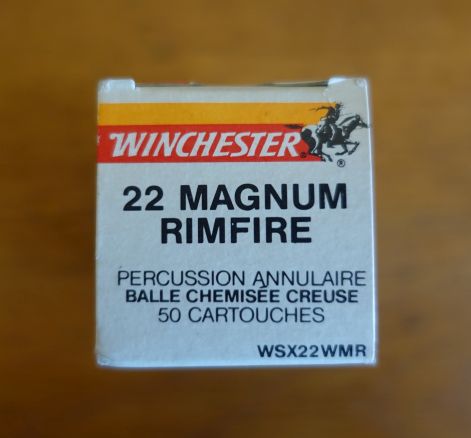 WINCHESTER
®
22 MAGNUM
RIMFIRE
PERCUSSION ANNULAIRE
BALLE CHEMISÉE CREUSE
50 CARTOUCHES
WSX22WMR